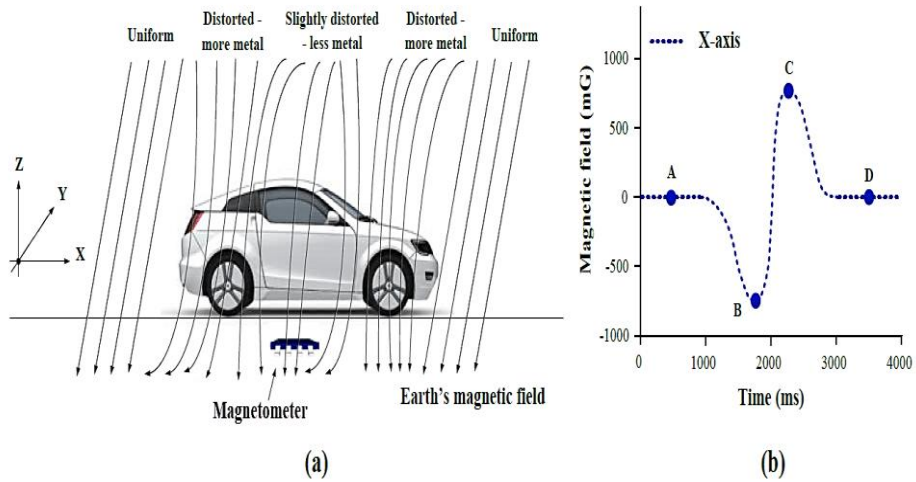 Uniform
Distorted -
more metal
Slightly distorted
- less metal
Distorted -
more metal
Uniform
Z
Y
X
Magnetometer
Earth's magnetic field
(a)
Magnetic field (mG)
1000
500
0
-500
-1000
X-axis
A
B
C
D
0
1000
2000
3000
4000
Time (ms)
(b)